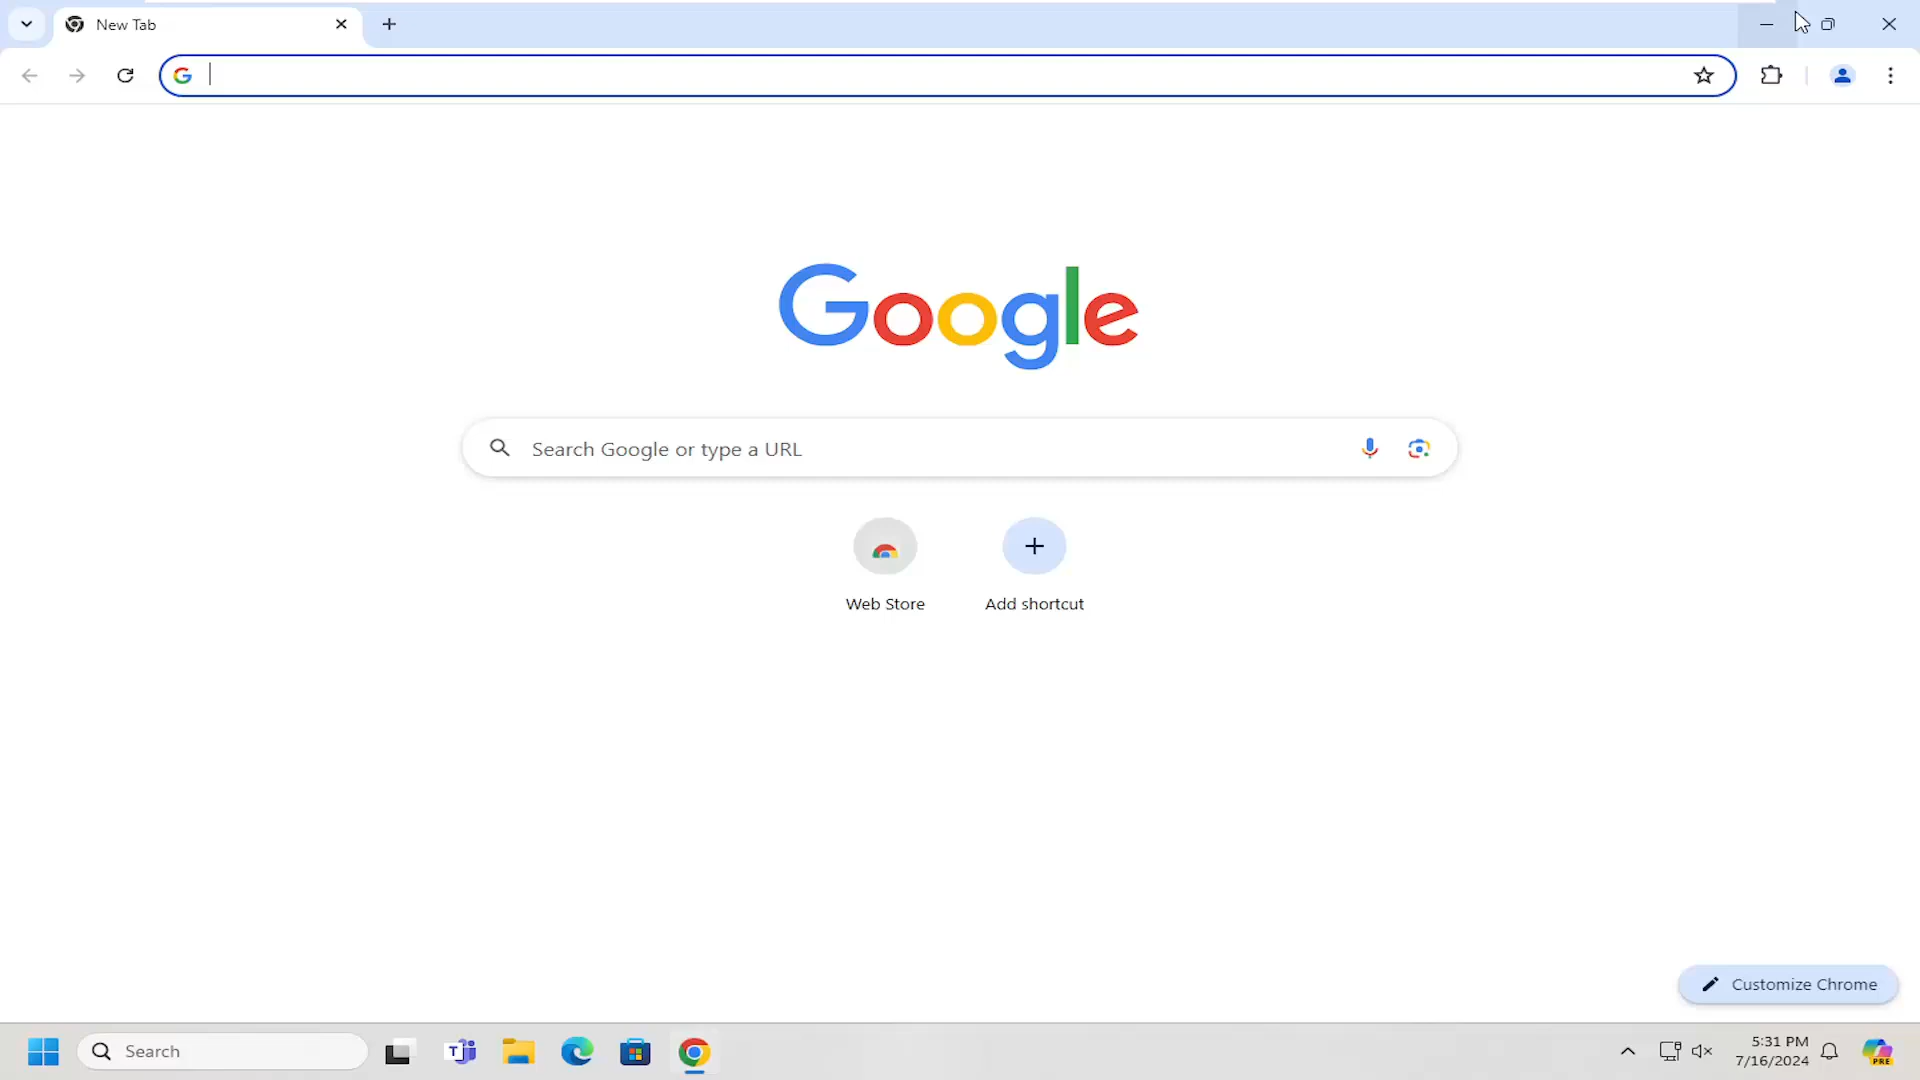 New Tab
Google
Search Google or type a URL
Web Store
Add shortcut
Customize Chrome
Search
5:31 PM
7/16/2024
PRE